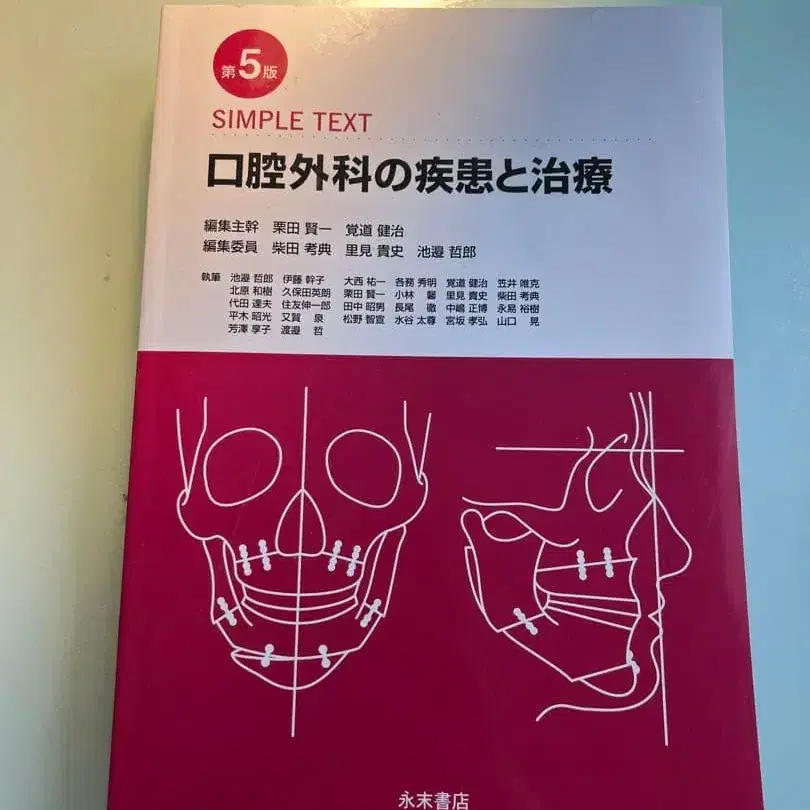 第5版
SIMPLE TEXT
口腔外科の疾患と治療
編集主幹 栗田 賢一 覚道 健治
編集委員 柴田 考典 里見 貴史 池邉 哲郎
執筆 池邉 哲郎 伊藤 幹子 大西 祐一 各務 秀明 覚道 健治 笠井 唯克
北原 和樹 久保田英朗 栗田 賢一 小林 馨 里見 貴史 柴田 考典
代田 達夫 住友伸一郎 田中 昭男 長尾 徹 中嶋 正博 永易 裕樹
平木 昭光 又賀 泉 松野 智宣 水谷 太尊 宮坂 孝弘 山口 晃
芳澤 享子 渡邉 哲
永末書店